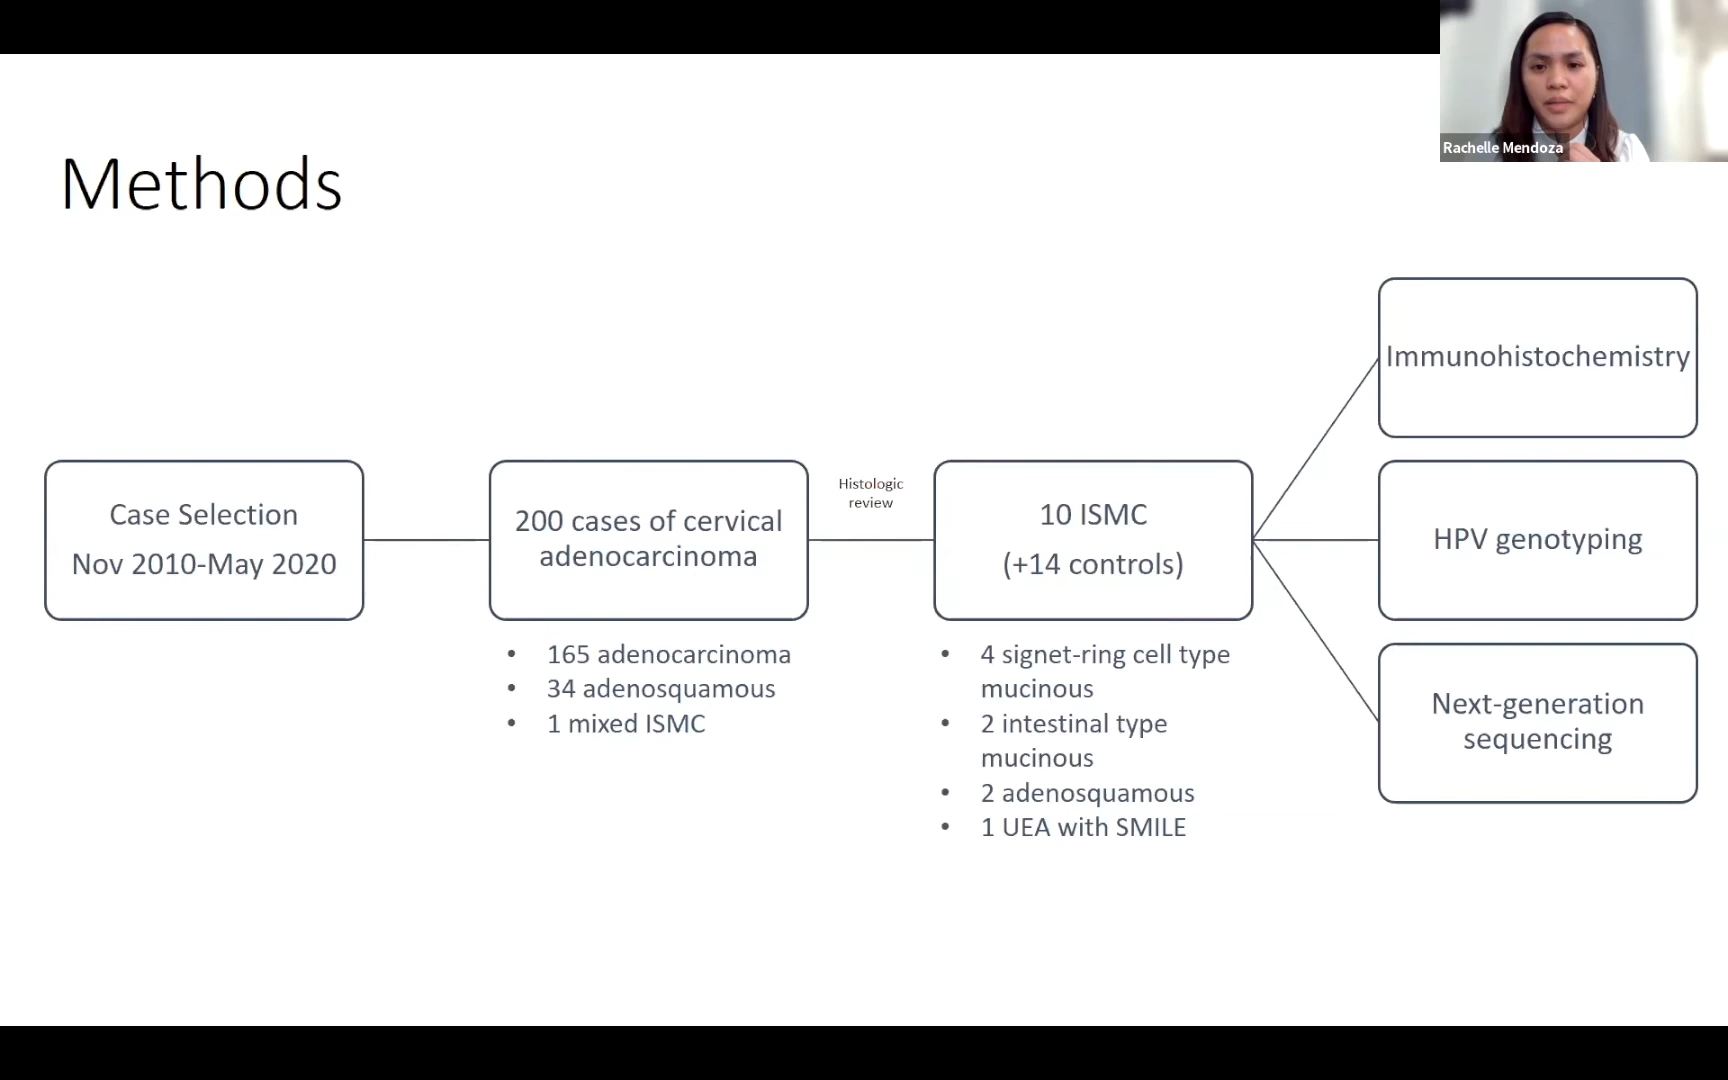 Rachelle Mendoza
Methods
Case Selection
Nov 2010-May 2020
200 cases of cervical
adenocarcinoma
• 165 adenocarcinoma
• 34 adenosquamous
• 1 mixed ISMC
Histologic
review
10 ISMC
(+14 controls)
• 4 signet-ring cell type
mucinous
• 2 intestinal type
mucinous
• 2 adenosquamous
• 1 UEA with SMILE
Immunohistochemistry
HPV genotyping
Next-generation
sequencing